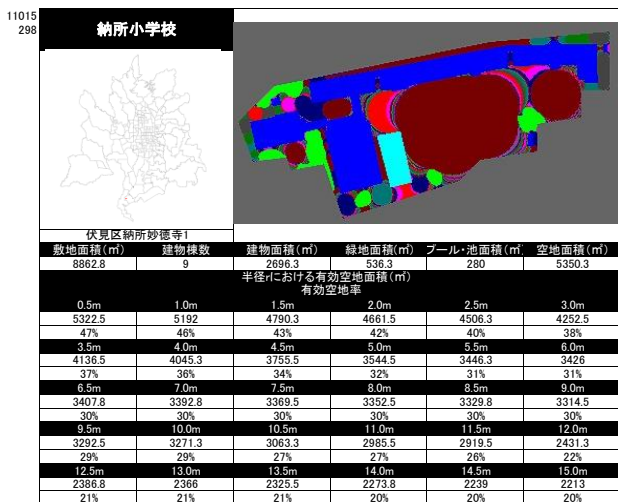 11015
298
納所小学校
伏見区納所妙徳寺1
敷地面積(㎡) 建物棟数 建物面積(㎡) 緑地面積(㎡) プール・池面積(㎡) 空地面積(㎡)
8862.8 9 2696.3 536.3 280 5350.3
半径rにおける有効空地面積(㎡)
有効空地率
0.5m 1.0m 1.5m 2.0m 2.5m 3.0m
5322.5 5192 4790.3 4661.5 4506.3 4252.5
47% 46% 43% 42% 40% 38%
3.5m 4.0m 4.5m 5.0m 5.5m 6.0m
4136.5 4045.3 3755.5 3544.5 3446.3 3426
37% 36% 34% 32% 31% 31%
6.5m 7.0m 7.5m 8.0m 8.5m 9.0m
3407.8 3392.8 3369.5 3352.5 3329.8 3314.5
30% 30% 30% 30% 30% 30%
9.5m 10.0m 10.5m 11.0m 11.5m 12.0m
3292.5 3271.3 3063.3 2985.5 2919.5 2431.3
29% 29% 27% 27% 26% 22%
12.5m 13.0m 13.5m 14.0m 14.5m 15.0m
2386.8 2366 2325.5 2273.8 2239 2213
21% 21% 21% 20% 20% 20%